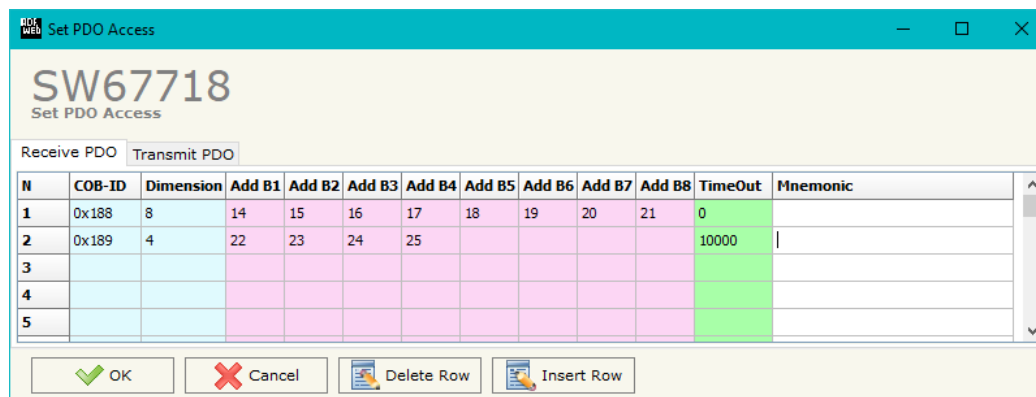 ADF WEB Set PDO Access
SW67718
Set PDO Access
Receive PDO Transmit PDO
N COB-ID Dimension Add B1 Add B2 Add B3 Add B4 Add B5 Add B6 Add B7 Add B8 TimeOut Mnemonic
1 0x188 8 14 15 16 17 18 19 20 21 0
2 0x189 4 22 23 24 25 10000
3
4
5
OK Cancel Delete Row Insert Row